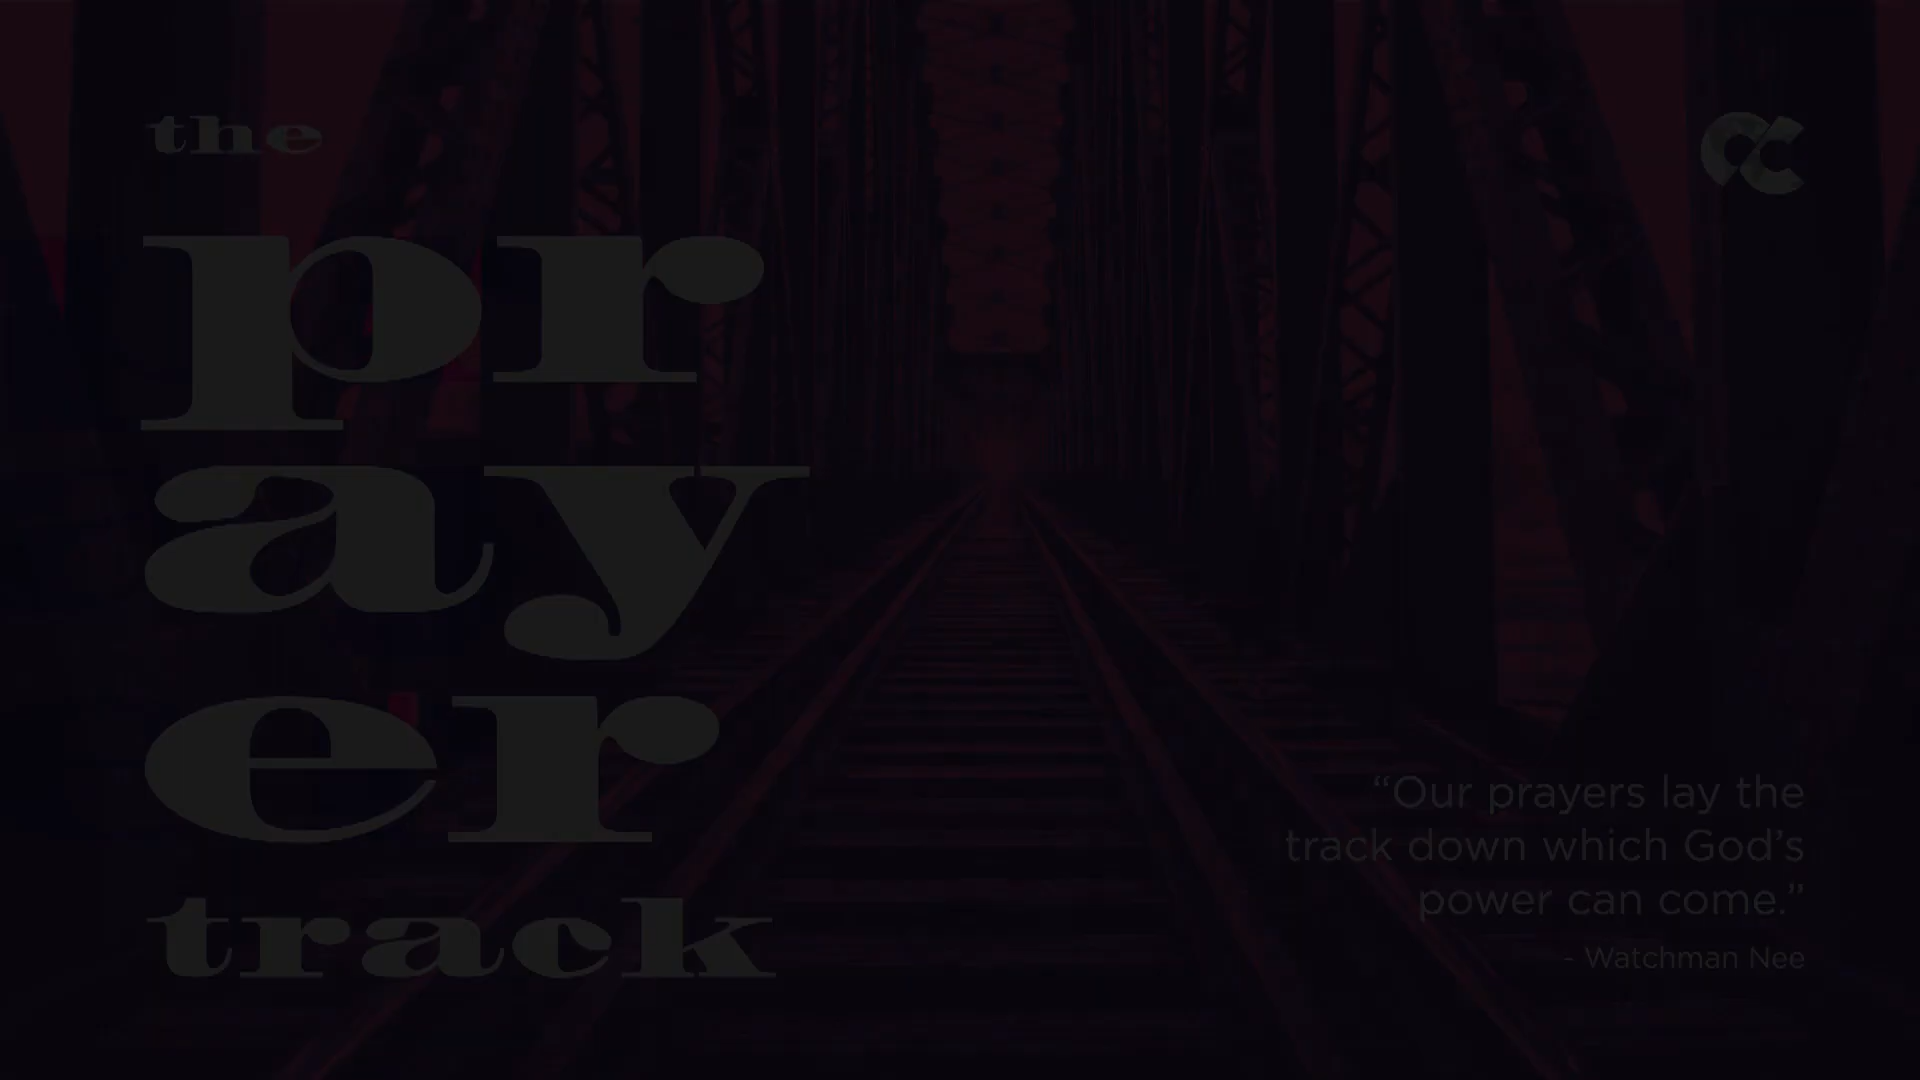 the
pr
ay
er
track
“Our prayers lay the
track down which God’s
power can come.”
- Watchman Nee